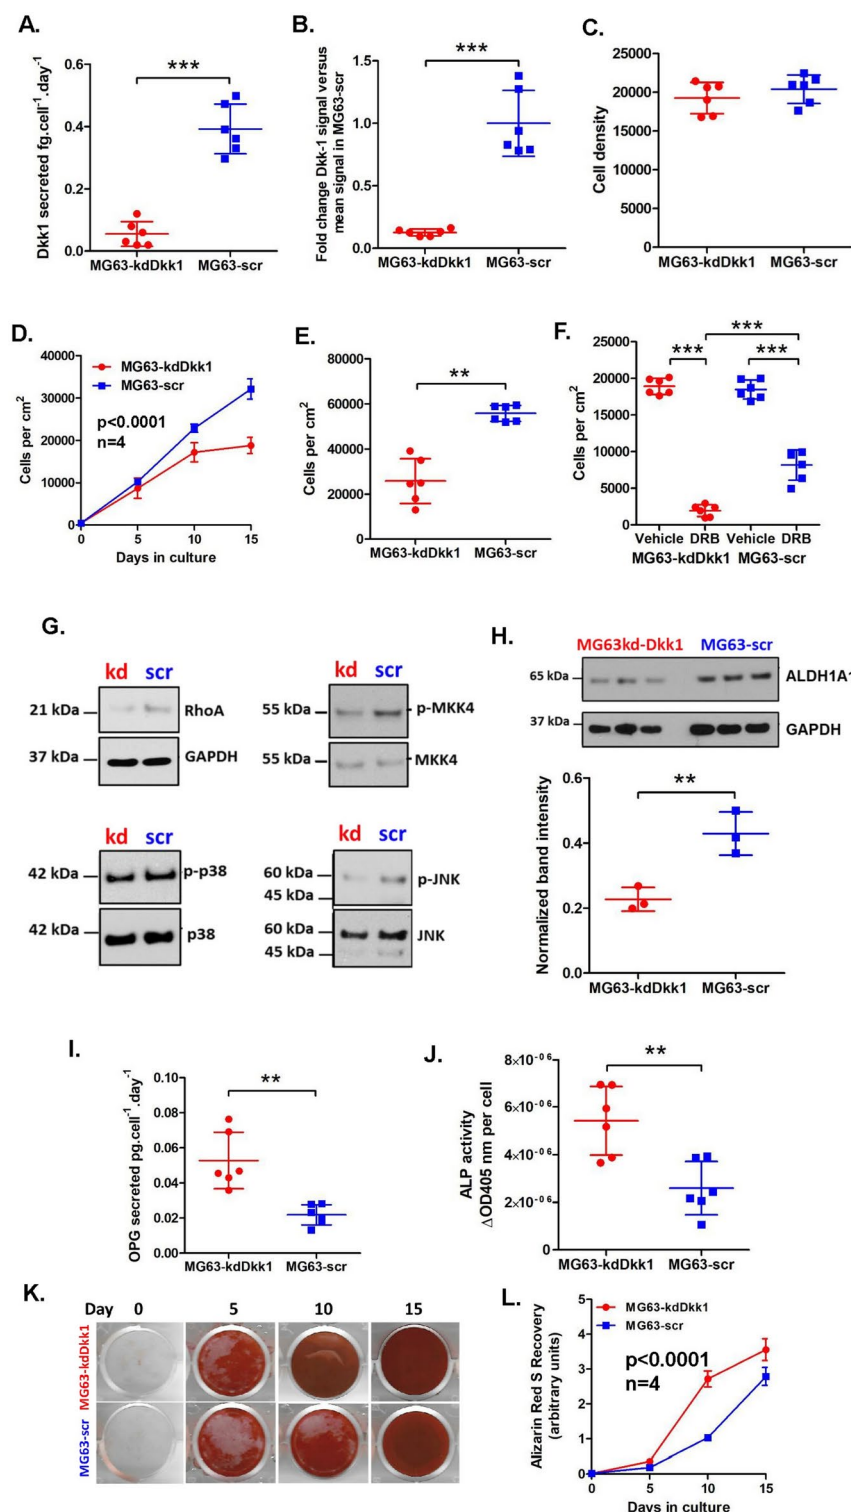 A.
Dkk1 secreted fg.cell⁻¹.day⁻¹
0.6
0.4
0.2
0.0
***
MG63-kdDkk1 MG63-scr
B.
Fold change Dkk-1 signal versus
mean signal in MG63-scr
1.5
1.0
0.5
0.0
***
MG63-kdDkk1 MG63-scr
C.
Cell density
25000
20000
15000
10000
5000
0
MG63-kdDkk1 MG63-scr
D.
Cells per cm²
40000
30000
20000
10000
0
MG63-kdDkk1
MG63-scr
p<0.0001
n=4
0 5 10 15
Days in culture
E.
Cells per cm²
80000
60000
40000
20000
0
**
MG63-kdDkk1 MG63-scr
F.
Cells per cm²
25000
20000
15000
10000
5000
0
***
*** ***
Vehicle DRB Vehicle DRB
MG63-kdDkk1 MG63-scr
G.
kd scr
21 kDa RhoA
37 kDa GAPDH
55 kDa p-MKK4
55 kDa MKK4
kd scr
kd scr
42 kDa p-p38
42 kDa p38
kd scr
60 kDa p-JNK
45 kDa
60 kDa JNK
45 kDa
H.
MG63kd-Dkk1 MG63-scr
65 kDa ALDH1A1
37 kDa GAPDH
Normalized band intensity
0.6
0.4
0.2
0.0
**
MG63-kdDkk1 MG63-scr
I.
OPG secreted pg.cell⁻¹.day⁻¹
0.10
0.08
0.06
0.04
0.02
0.00
**
MG63-kdDkk1 MG63-scr
J.
ALP activity
ΔOD405 nm per cell
8×10⁻⁰⁶
6×10⁻⁰⁶
4×10⁻⁰⁶
2×10⁻⁰⁶
0
**
MG63-kdDkk1 MG63-scr
K.
Day 0 5 10 15
MG63-kdDkk1
MG63-scr
L.
Alizarin Red S Recovery
(arbitrary units)
5
4
3
2
1
0
MG63-kdDkk1
MG63-scr
p<0.0001
n=4
0 5 10 15
Days in culture